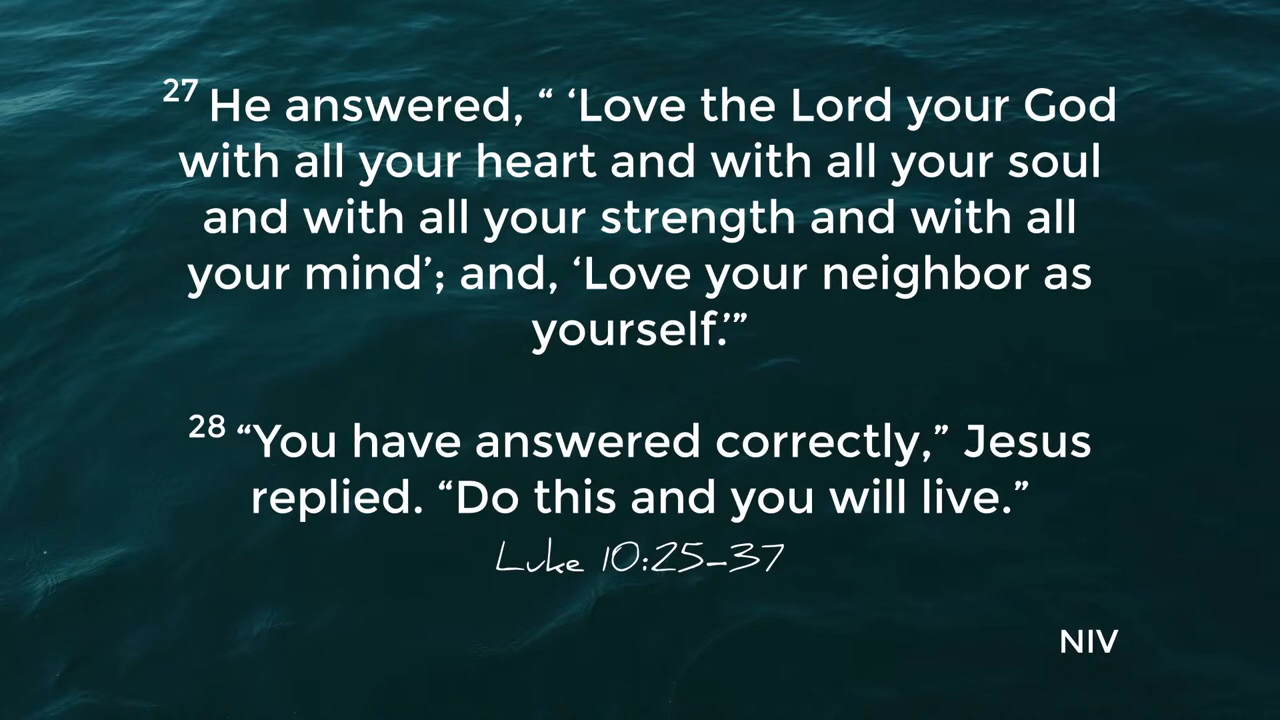 27 He answered, “ ‘Love the Lord your God
with all your heart and with all your soul
and with all your strength and with all
your mind’; and, ‘Love your neighbor as
yourself.’”
28 “You have answered correctly,” Jesus
replied. “Do this and you will live.”
Luke 10:25-37
NIV